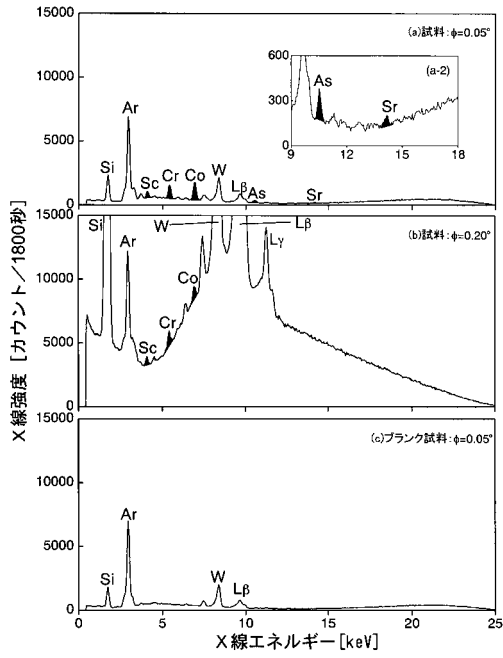 (a)試料:φ=0.05°
15000
10000
5000
0
Si
Ar
Sc
Cr
Co
W
Lβ
As
Sr
(a-2)
600
300
0
As
Sr
9
11
13
15
18
X線強度 [カウント/1800秒]
(b)試料:φ=0.20°
15000
10000
5000
0
Si
Ar
Sc
Cr
Co
W
Lβ
Lγ
(c)ブランク試料:φ=0.05°
15000
10000
5000
0
Si
Ar
W
Lβ
0
5
10
15
20
25
X線エネルギー[keV]